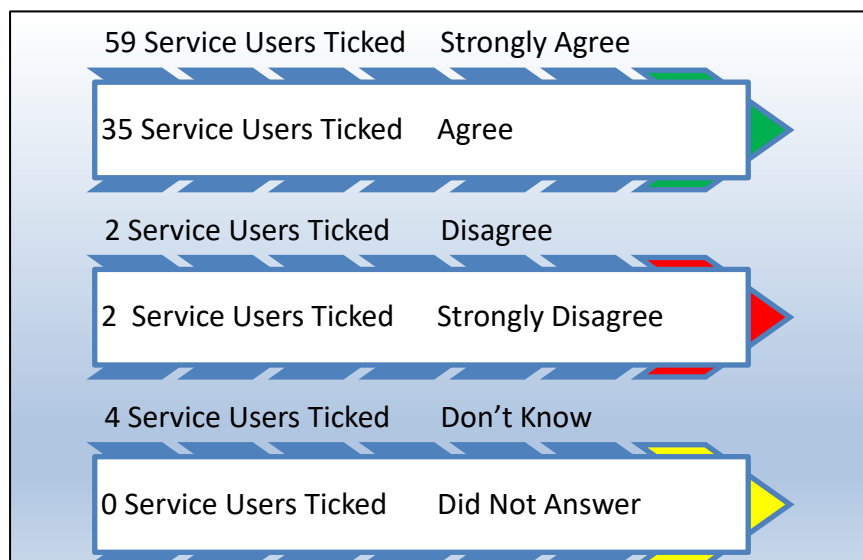 59 Service Users Ticked Strongly Agree
35 Service Users Ticked Agree
2 Service Users Ticked Disagree
2 Service Users Ticked Strongly Disagree
4 Service Users Ticked Don’t Know
0 Service Users Ticked Did Not Answer